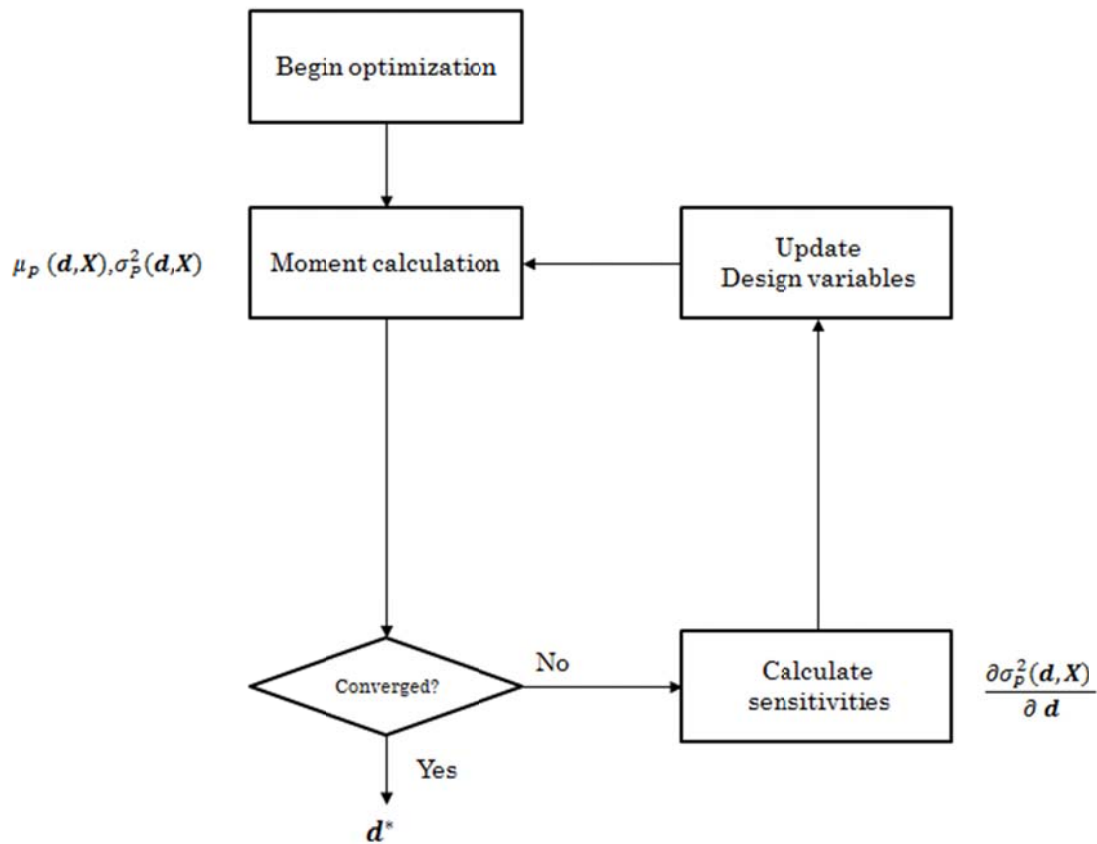 Begin optimization
μ_P (d,X),σ_P^2(d,X)
Moment calculation
Update
Design variables
Converged?
No
Calculate
sensitivities
∂σ_P^2(d,X)
∂ d
Yes
d*